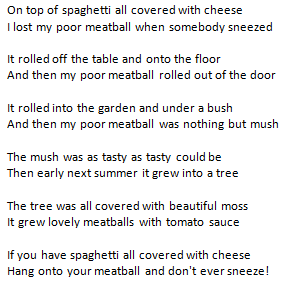 On top of spaghetti all covered with cheese
I lost my poor meatball when somebody sneezed
It rolled off the table and onto the floor
And then my poor meatball rolled out of the door
It rolled into the garden and under a bush
And then my poor meatball was nothing but mush
The mush was as tasty as tasty could be
Then early next summer it grew into a tree
The tree was all covered with beautiful moss
It grew lovely meatballs with tomato sauce
If you have spaghetti all covered with cheese
Hang onto your meatball and don't ever sneeze!